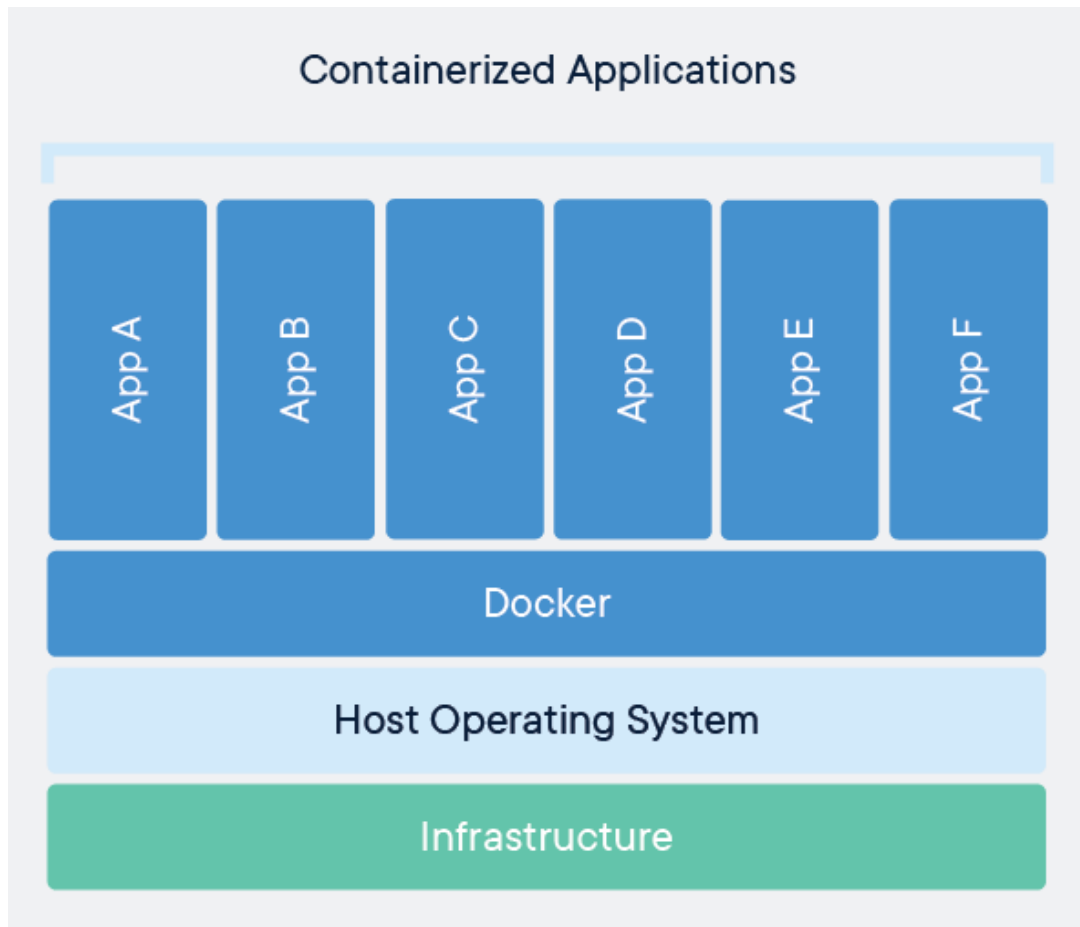 Containerized Applications
App A
App B
App C
App D
App E
App F
Docker
Host Operating System
Infrastructure